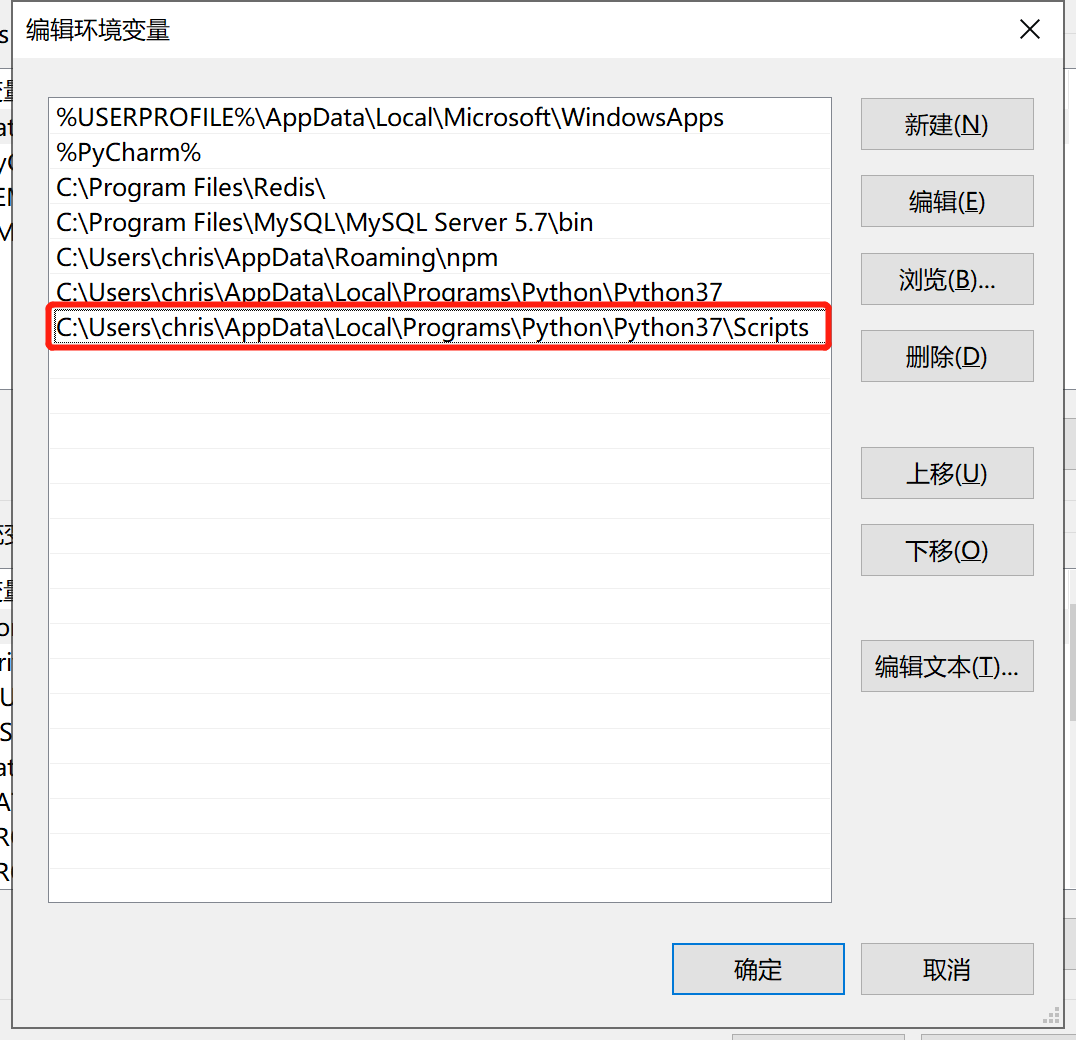 编辑环境变量
%USERPROFILE%\AppData\Local\Microsoft\WindowsApps
%PyCharm%
C:\Program Files\Redis\
C:\Program Files\MySQL\MySQL Server 5.7\bin
C:\Users\chris\AppData\Roaming\npm
C:\Users\chris\AppData\Local\Programs\Python\Python37
C:\Users\chris\AppData\Local\Programs\Python\Python37\Scripts
新建(N)
编辑(E)
浏览(B)...
删除(D)
上移(U)
下移(O)
编辑文本(T)...
确定
取消